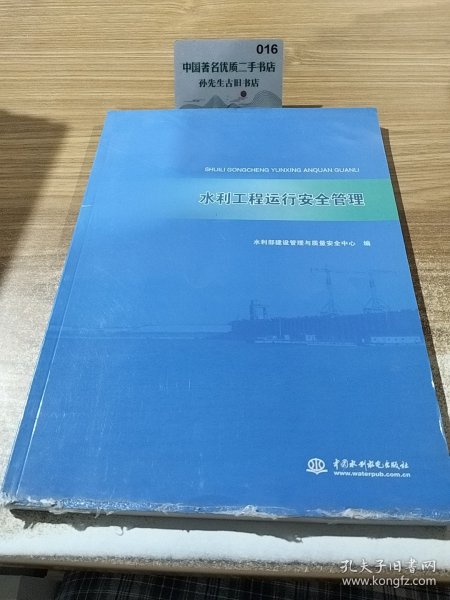 016
中国著名优质二手书店
孙先生古旧书店
SHUILI GONGCHENG YUNXING ANQUAN GUANLI
水利工程运行安全管理
水利部建设管理与质量安全中心 编
中国水利水电出版社
www.waterpub.com.cn
孔夫子旧书网
www.kongfz.com